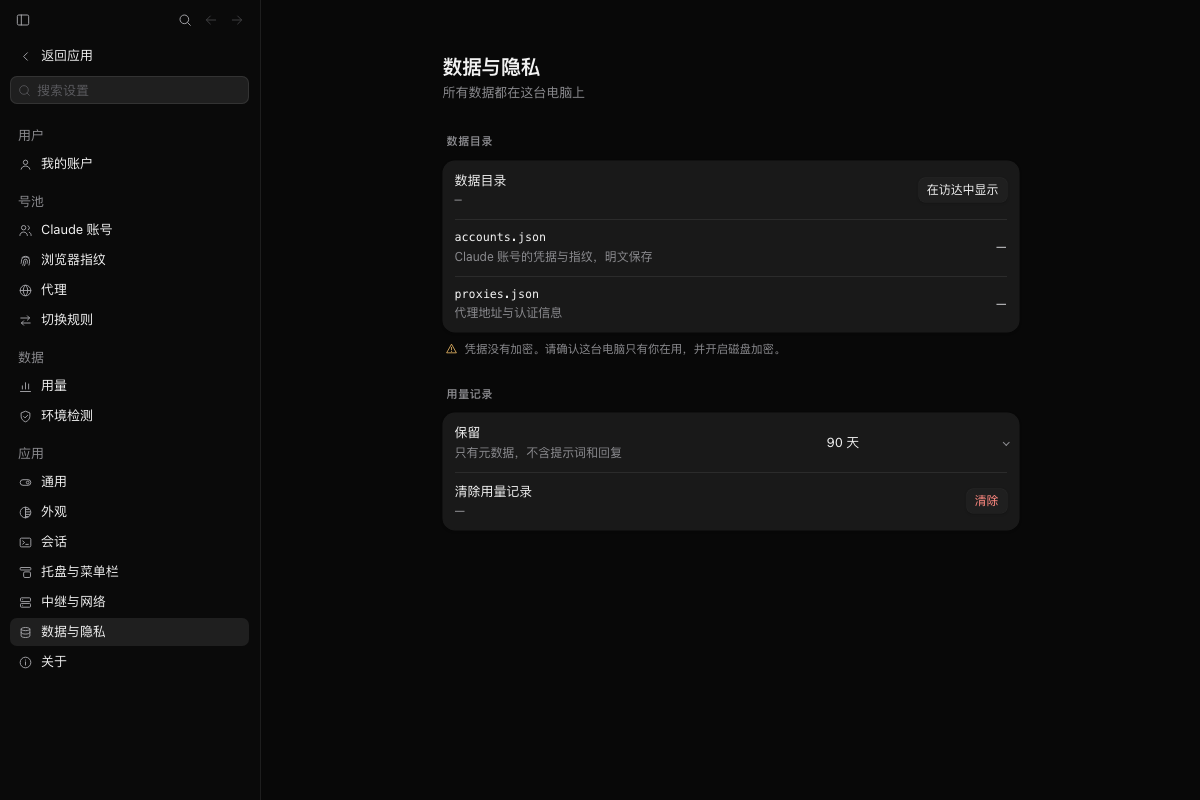 返回应用
搜索设置
用户
我的账户
号池
Claude 账号
浏览器指纹
代理
切换规则
数据
用量
环境检测
应用
通用
外观
会话
托盘与菜单栏
中继与网络
数据与隐私
关于
数据与隐私
所有数据都在这台电脑上
数据目录
数据目录
—
在访达中显示
accounts.json
Claude 账号的凭据与指纹，明文保存
—
proxies.json
代理地址与认证信息
—
凭据没有加密。请确认这台电脑只有你在用，并开启磁盘加密。
用量记录
保留
只有元数据，不含提示词和回复
90 天
清除用量记录
—
清除